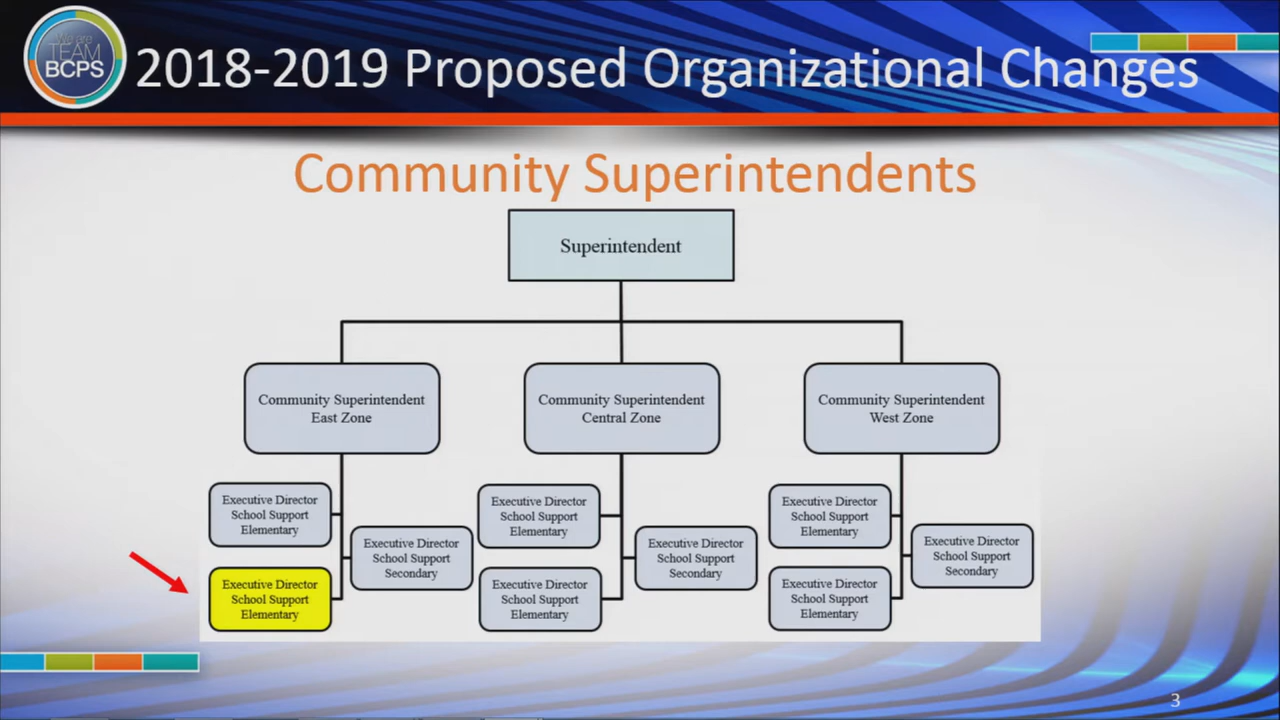 We are
TEAM
BCPS
2018-2019 Proposed Organizational Changes
Community Superintendents
Superintendent
Community Superintendent
East Zone
Community Superintendent
Central Zone
Community Superintendent
West Zone
Executive Director
School Support
Elementary
Executive Director
School Support
Secondary
Executive Director
School Support
Elementary
Executive Director
School Support
Elementary
Executive Director
School Support
Secondary
Executive Director
School Support
Elementary
Executive Director
School Support
Elementary
Executive Director
School Support
Secondary
Executive Director
School Support
Elementary
3